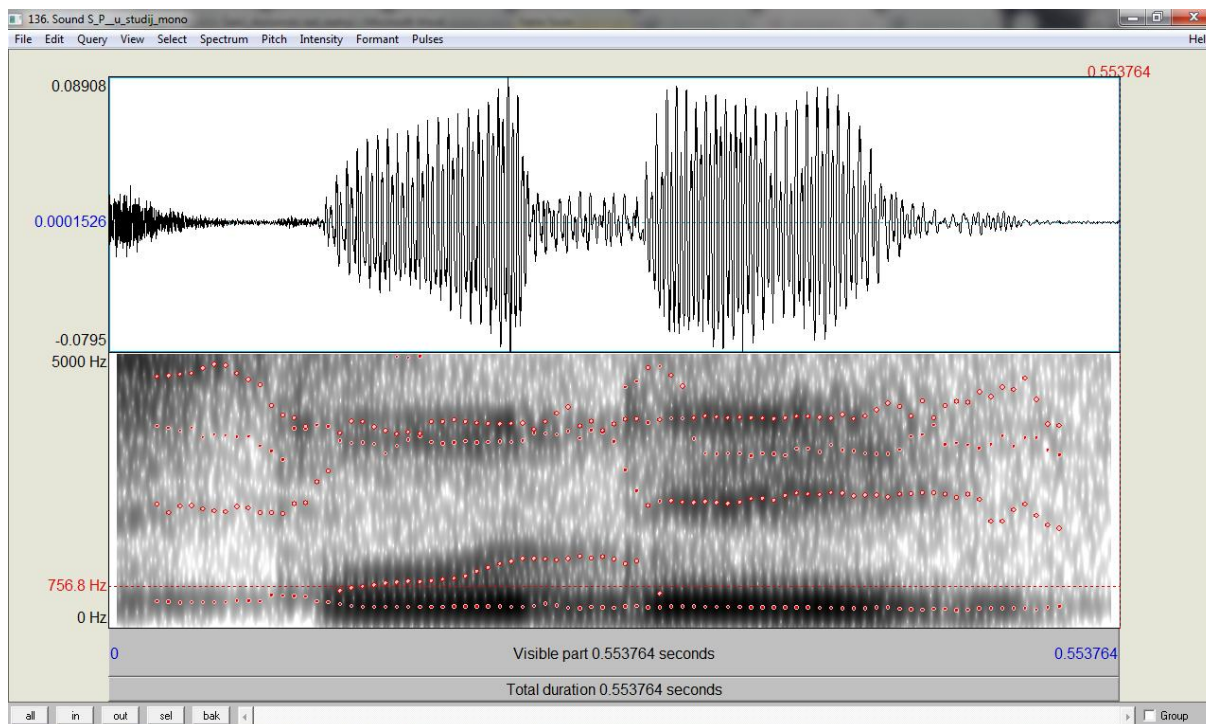 136. Sound S_P__u_studij_mono
File Edit Query View Select Spectrum Pitch Intensity Formant Pulses Hel
0.553764
0.08908
0.0001526
-0.0795
5000 Hz
756.8 Hz
0 Hz
0 Visible part 0.553764 seconds 0.553764
Total duration 0.553764 seconds
all in out sel bak Group